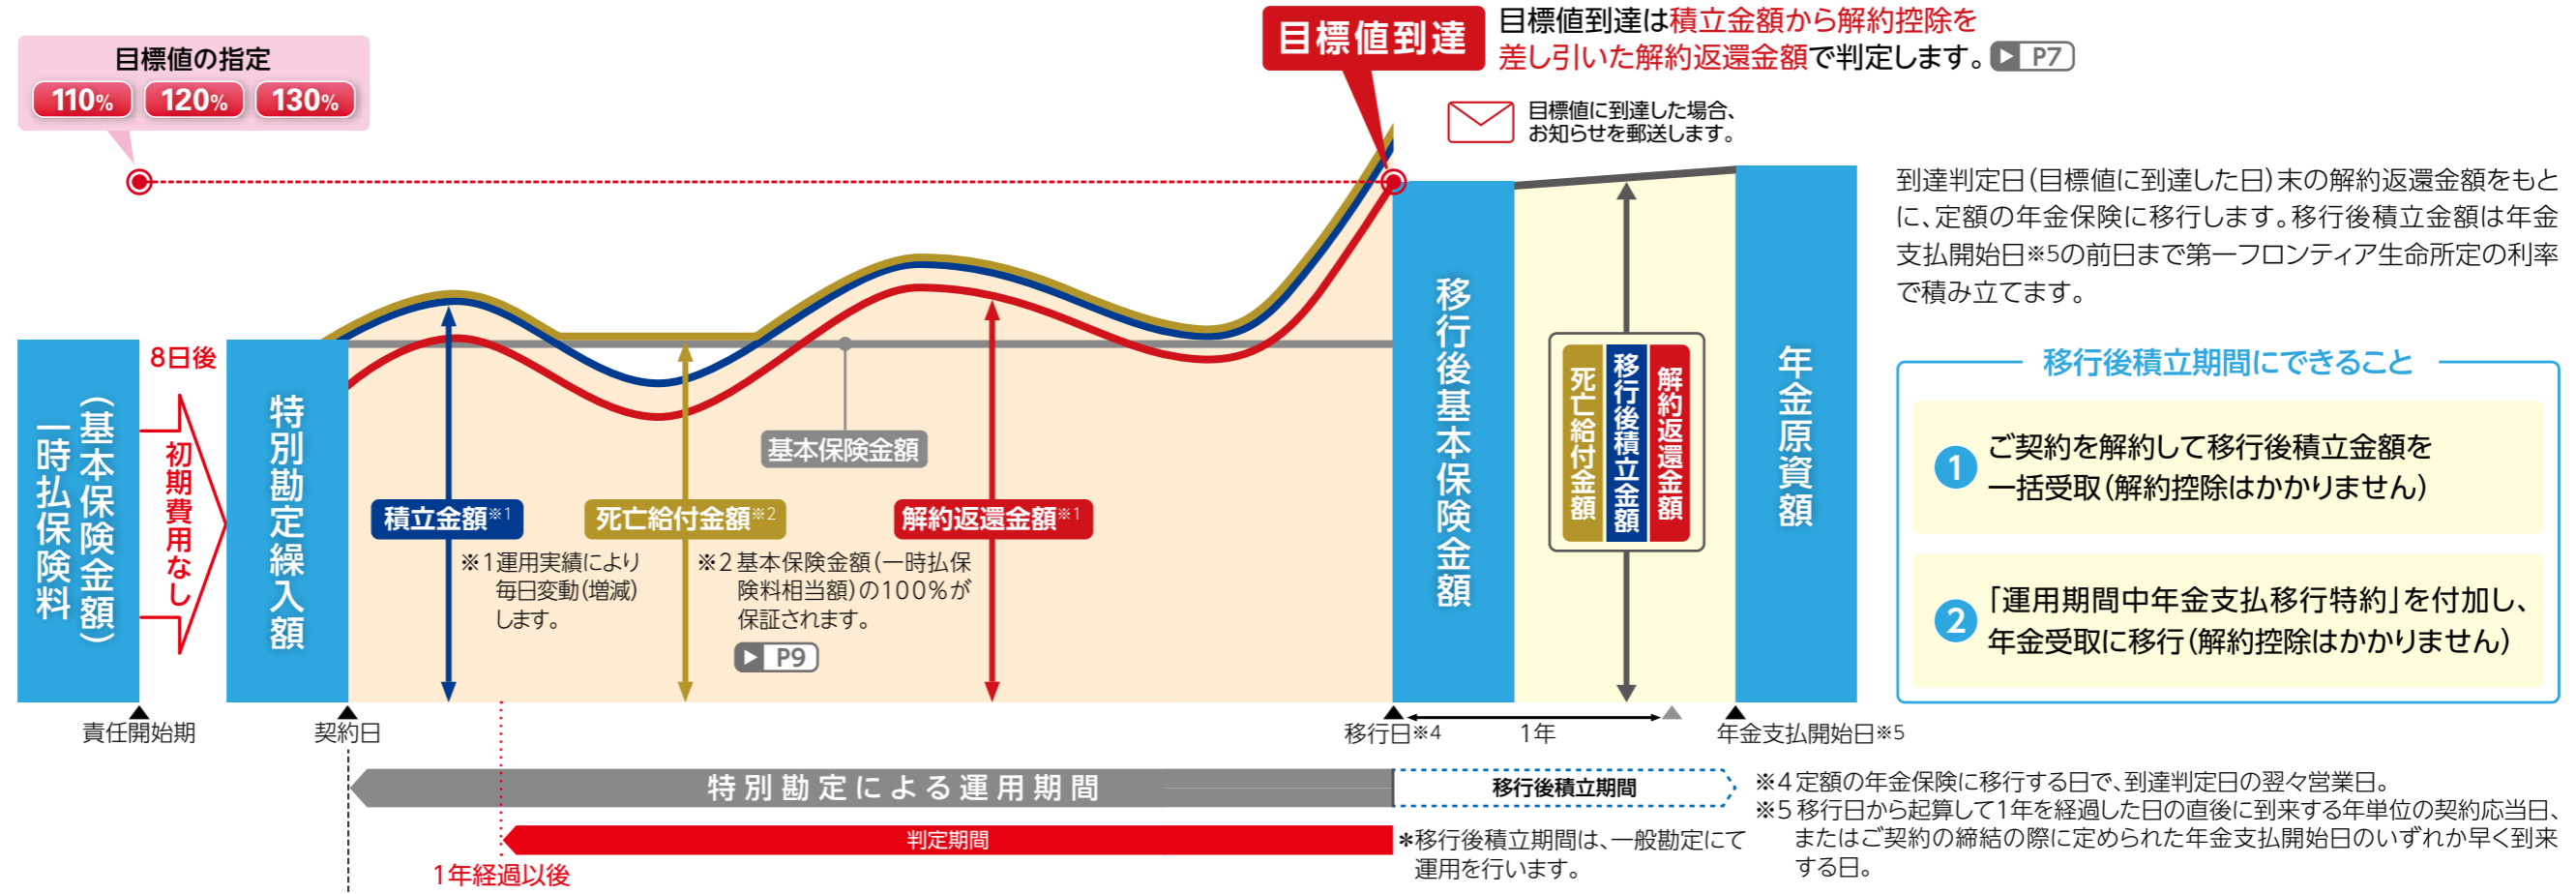 目標値の指定
110% 120% 130%
目標値到達
目標値到達は積立金額から解約控除を
差し引いた解約返還金額で判定します。 ▶ P7
目標値に到達した場合、
お知らせを郵送します。
一時払保険料
(基本保険金額)
8日後
初期費用なし
特別勘定繰入額
積立金額※1
※1運用実績により
毎日変動(増減)
します。
死亡給付金額※2
※2基本保険金額(一時払保
険料相当額)の100%が
保証されます。
▶ P9
基本保険金額
解約返還金額※1
移行後基本保険金額
死亡給付金額
移行後積立金額
解約返還金額
年金原資額
到達判定日(目標値に到達した日)末の解約返還金額をもと
に、定額の年金保険に移行します。移行後積立金額は年金
支払開始日※5の前日まで第一フロンティア生命所定の利率
で積み立てます。
移行後積立期間にできること
1 ご契約を解約して移行後積立金額を
一括受取(解約控除はかかりません)
2 「運用期間中年金支払移行特約」を付加し、
年金受取に移行(解約控除はかかりません)
責任開始期
契約日
移行日※4
1年
年金支払開始日※5
特別勘定による運用期間
移行後積立期間
判定期間
1年経過以後
*移行後積立期間は、一般勘定にて
運用を行います。
※4定額の年金保険に移行する日で、到達判定日の翌々営業日。
※5移行日から起算して1年を経過した日の直後に到来する年単位の契約応当日、
またはご契約の締結の際に定められた年金支払開始日のいずれか早く到来
する日。